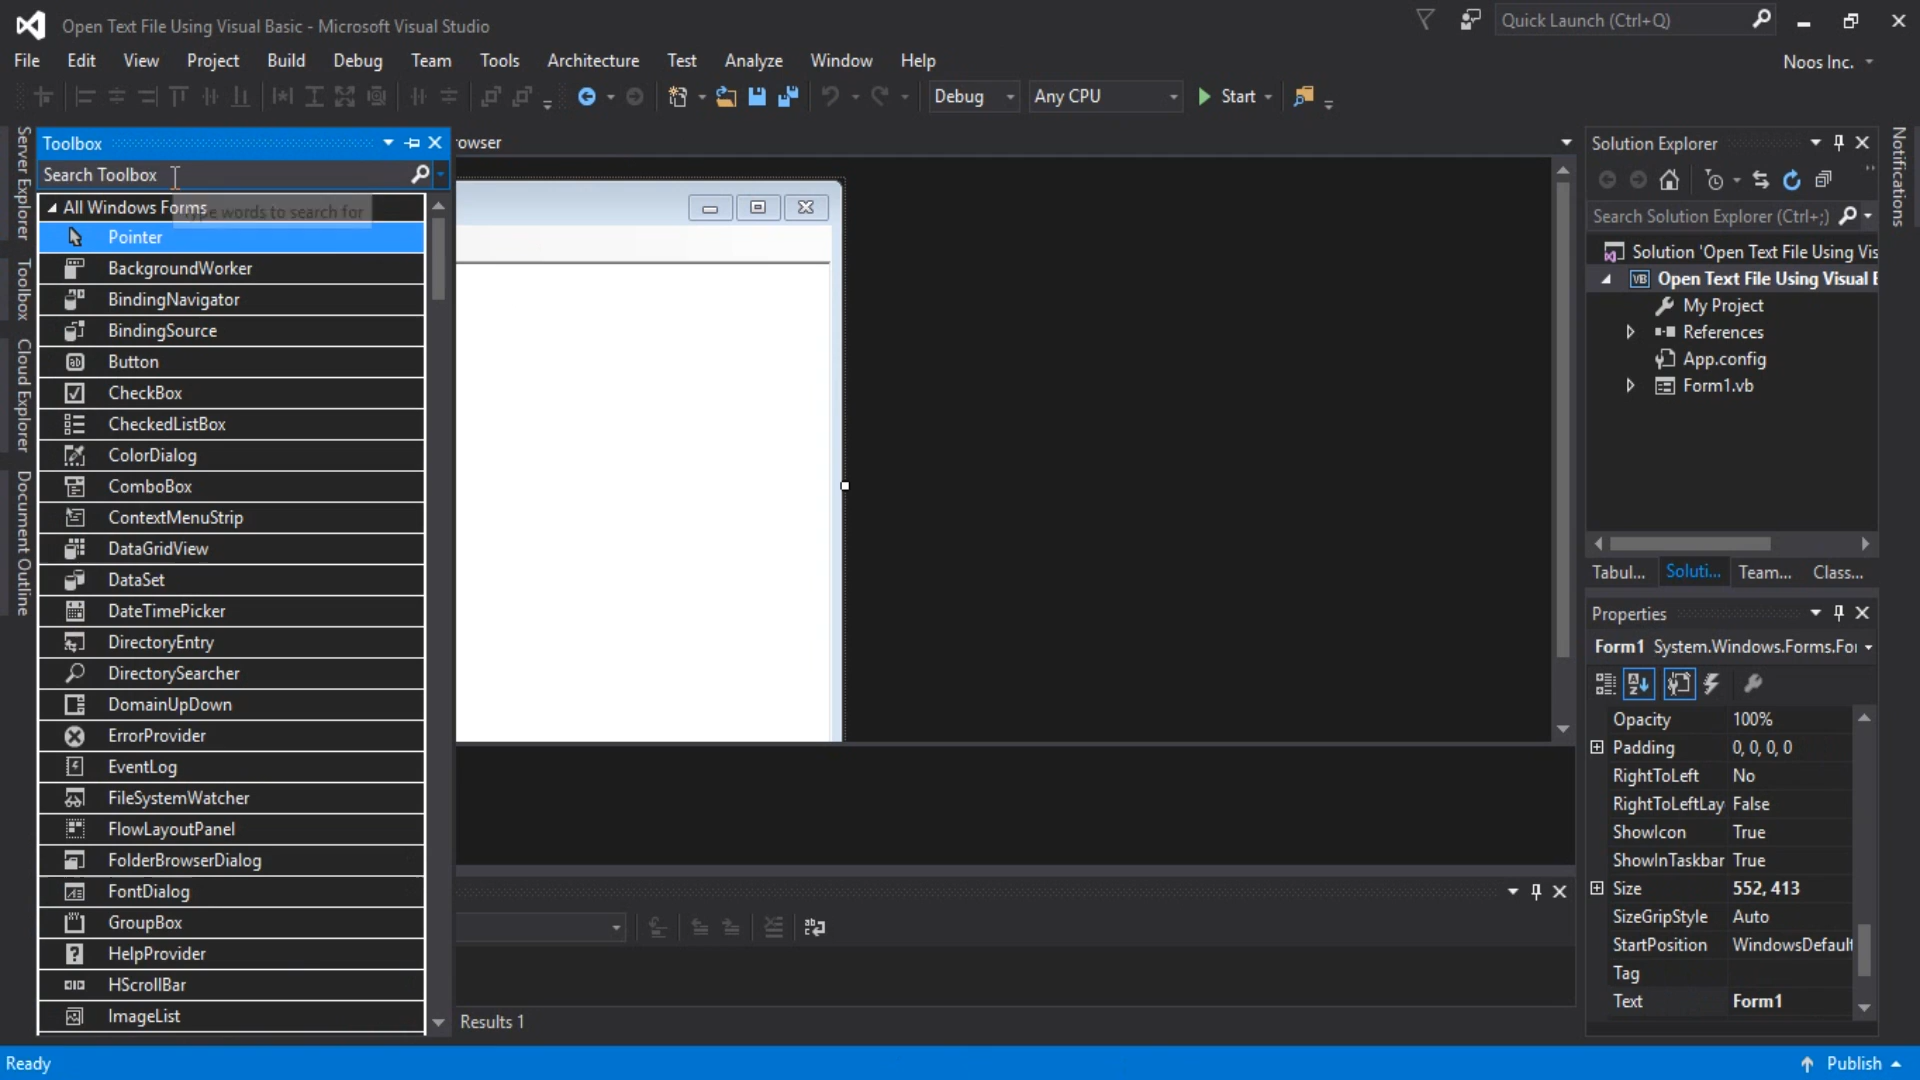 Open Text File Using Visual Basic - Microsoft Visual Studio
Quick Launch (Ctrl+Q)
File Edit View Project Build Debug Team Tools Test Architecture Analyze Window Help
Noos Inc.
Debug Any CPU Start
Server Explorer
Toolbox
Cloud Explorer
Document Outline
Toolbox
Search Toolbox
All Windows Forms
Type words to search for
Pointer
BackgroundWorker
BindingNavigator
BindingSource
Button
CheckBox
CheckedListBox
ColorDialog
ComboBox
ContextMenuStrip
DataGridView
DataSet
DateTimePicker
DirectoryEntry
DirectorySearcher
DomainUpDown
ErrorProvider
EventLog
FileSystemWatcher
FlowLayoutPanel
FolderBrowserDialog
FontDialog
GroupBox
HelpProvider
HScrollBar
ImageList
owser
Results 1
Solution Explorer
Search Solution Explorer (Ctrl+;)
Solution 'Open Text File Using Vis
VB Open Text File Using Visual B
My Project
References
App.config
Form1.vb
Tabul... Soluti... Team... Class...
Properties
Form1 System.Windows.Forms.For
Opacity 100%
Padding 0, 0, 0, 0
RightToLeft No
RightToLeftLay False
ShowIcon True
ShowInTaskbar True
Size 552, 413
SizeGripStyle Auto
StartPosition WindowsDefault
Tag
Text Form1
Notifications
Ready
Publish